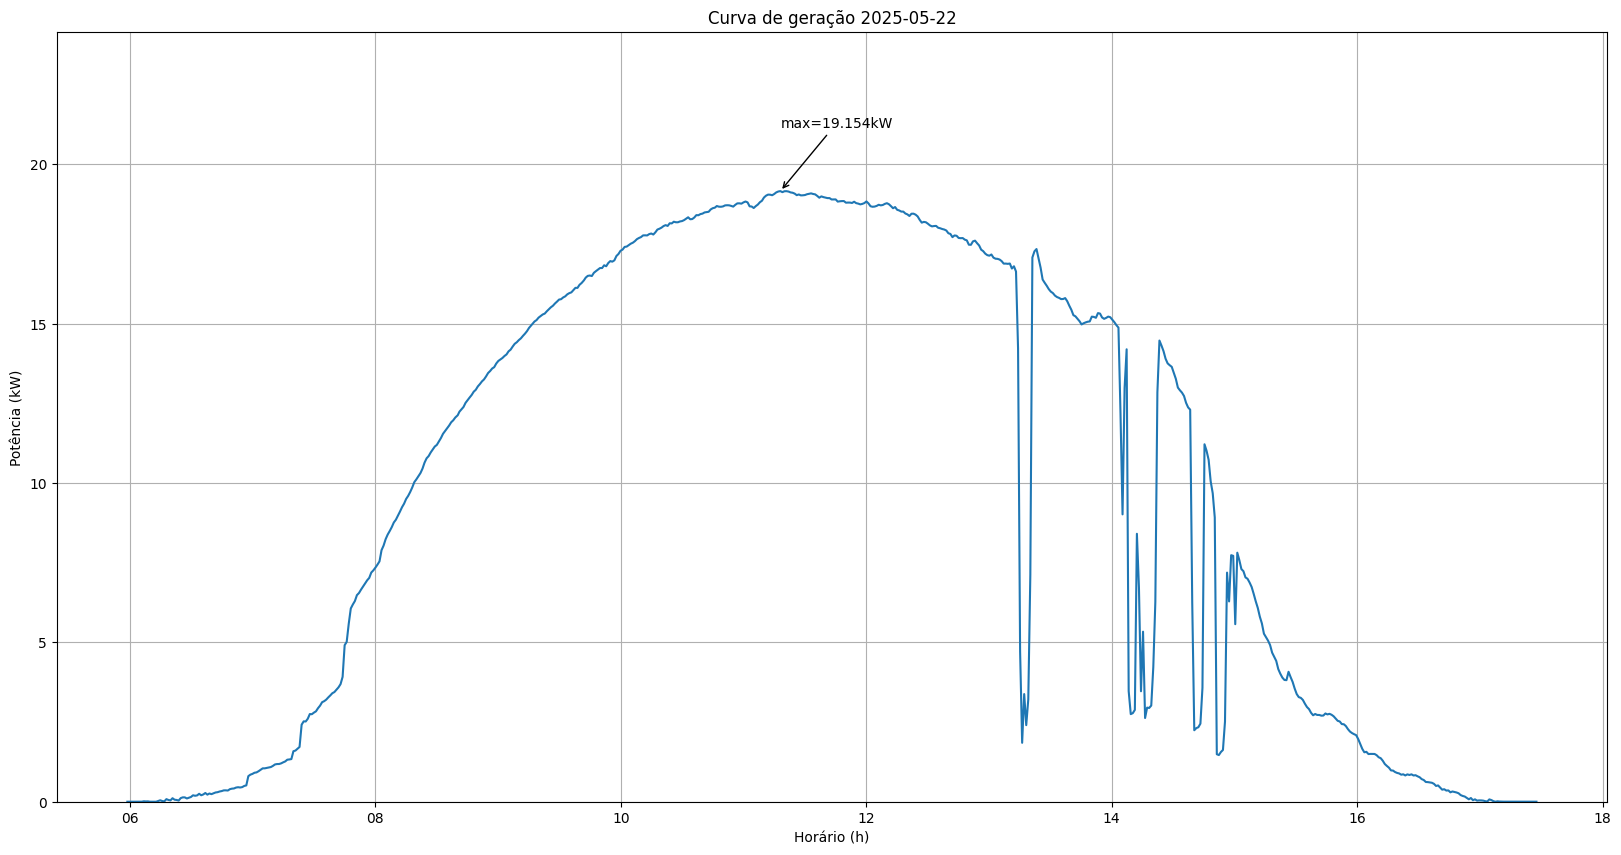 Curva de geração 2025-05-22
max=19.154kW
20
15
10
5
0
Potência (kW)
06 08 10 12 14 16 18
Horário (h)